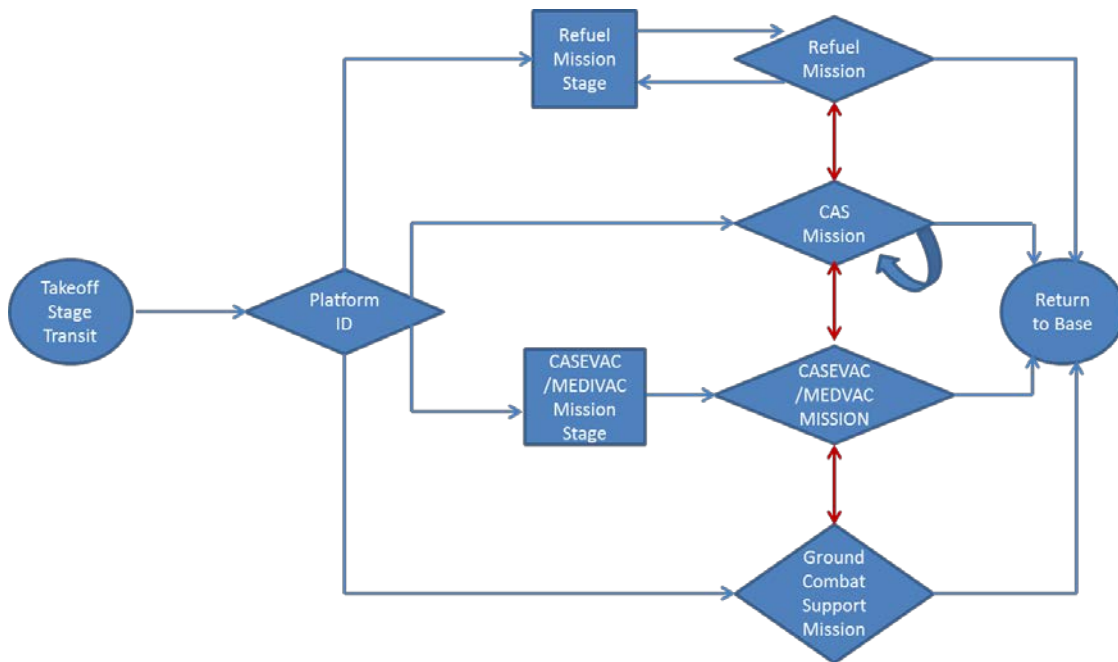 Refuel
Mission
Stage
Refuel
Mission
CAS
Mission
Takeoff
Stage
Transit
Platform
ID
Return
to Base
CASEVAC
/MEDIVAC
Mission
Stage
CASEVAC
/MEDVAC
MISSION
Ground
Combat
Support
Mission